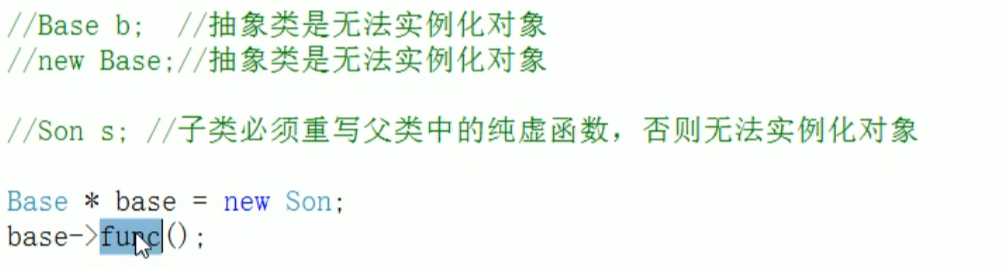 //Base b;  //抽象类是无法实例化对象
//new Base;//抽象类是无法实例化对象
//Son s; //子类必须重写父类中的纯虚函数，否则无法实例化对象
Base * base = new Son;
base->func();